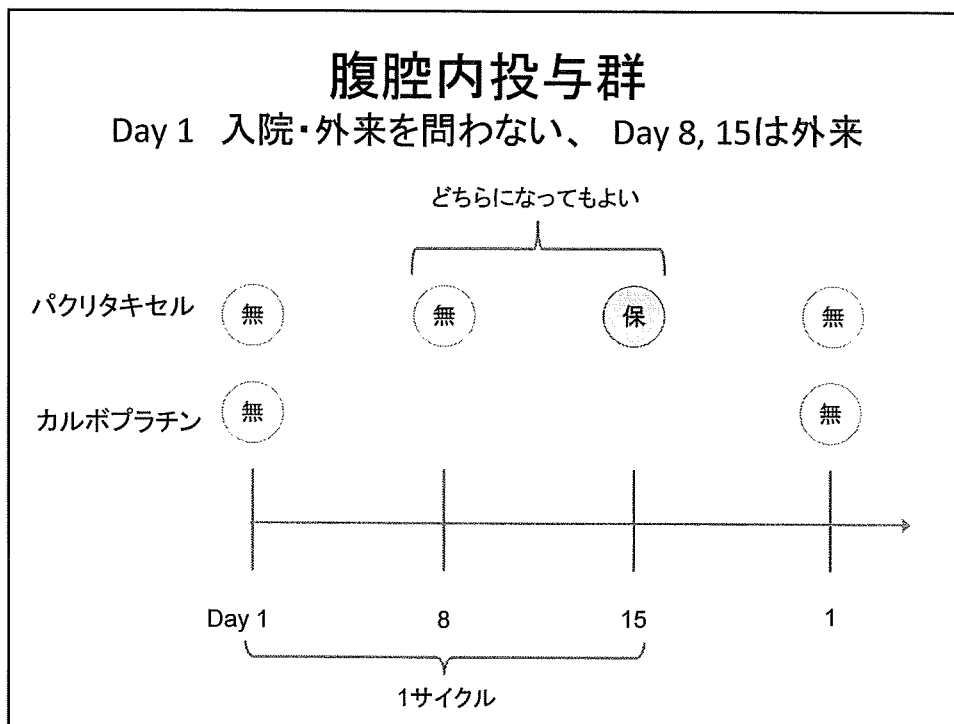 腹腔内投与群
Day 1 入院・外来を問わない、 Day 8, 15は外来
どちらになってもよい
パクリタキセル 無 無 保 無
カルボプラチン 無 無
Day 1 8 15 1
1サイクル